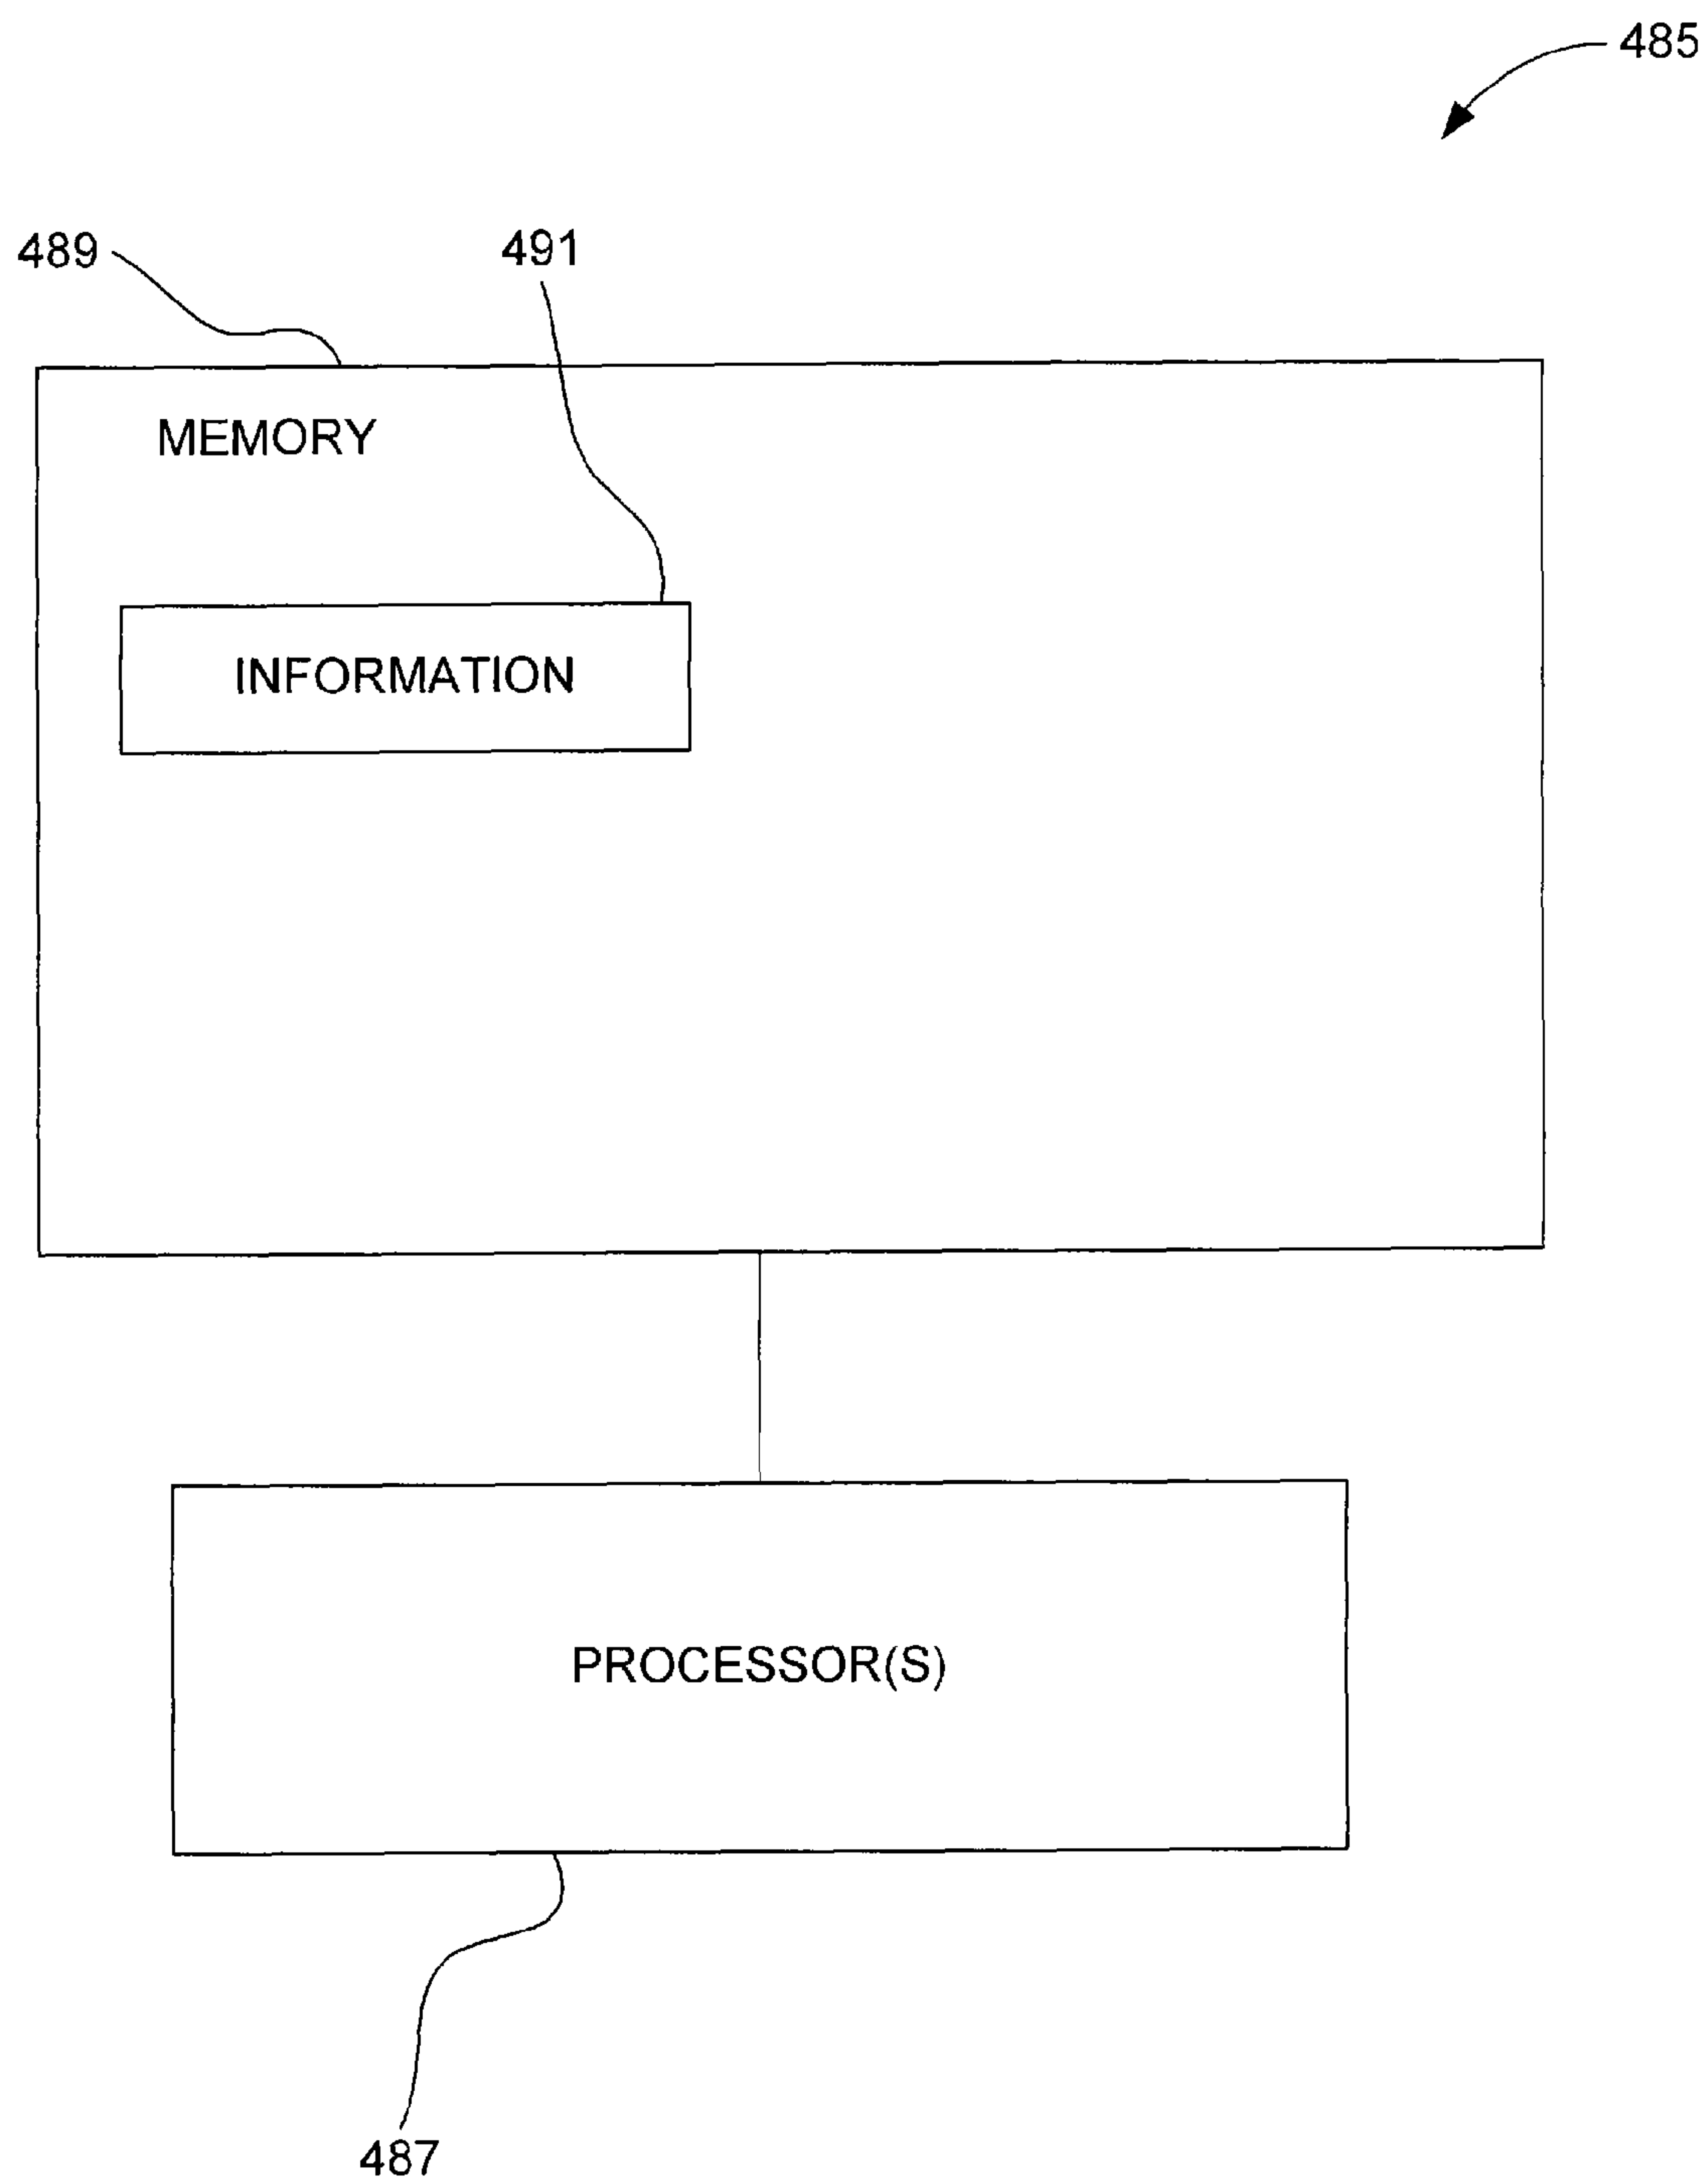 485
489
491
MEMORY
INFORMATION
PROCESSOR(S)
487